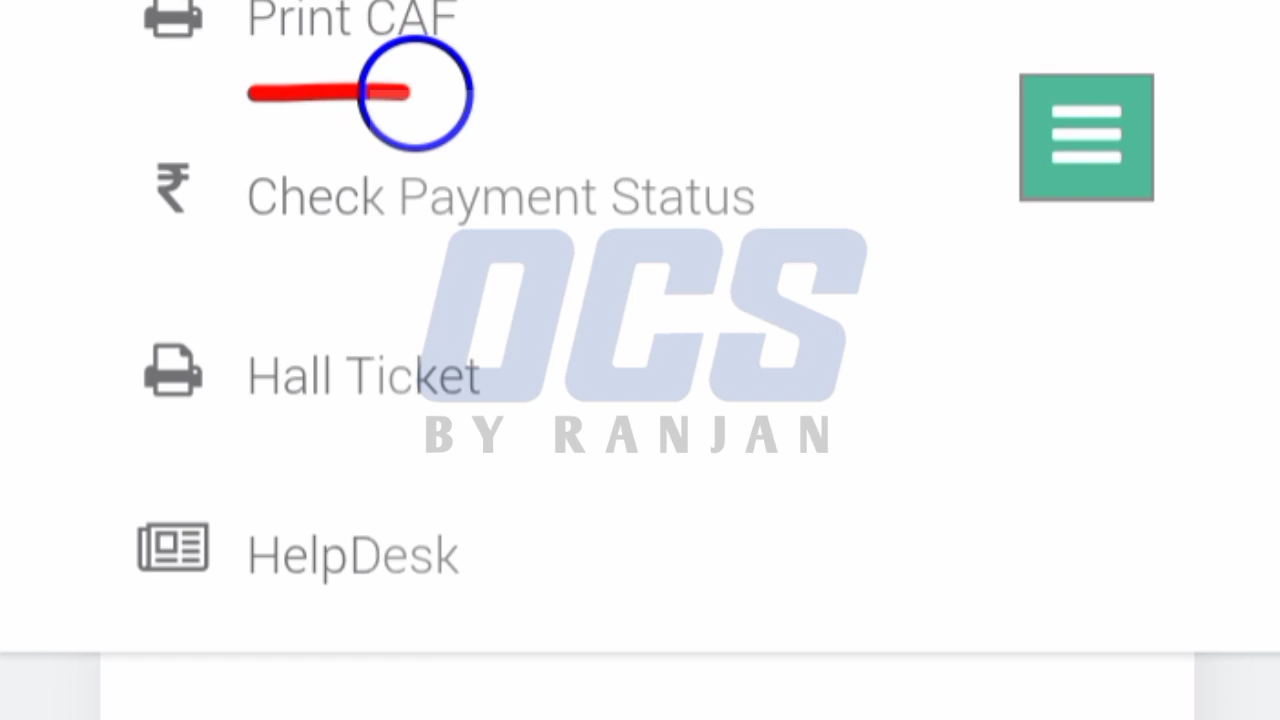 Print CAF
₹ Check Payment Status
OCS
Hall Ticket
BY RANJAN
HelpDesk